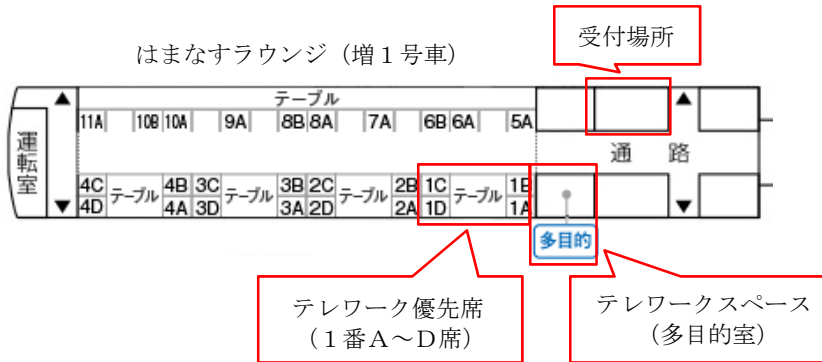 受付場所
はまなすラウンジ（増１号車）
テーブル
11A 10B 10A 9A 8B 8A 7A 6B 6A 5A
運転室
通 路
4C テーブル 4B 3C テーブル 3B 2C テーブル 2B 1C テーブル 1B
4D 4A 3D 3A 2D 2A 1D 1A
多目的
テレワーク優先席
（１番Ａ～Ｄ席）
テレワークスペース
（多目的室）